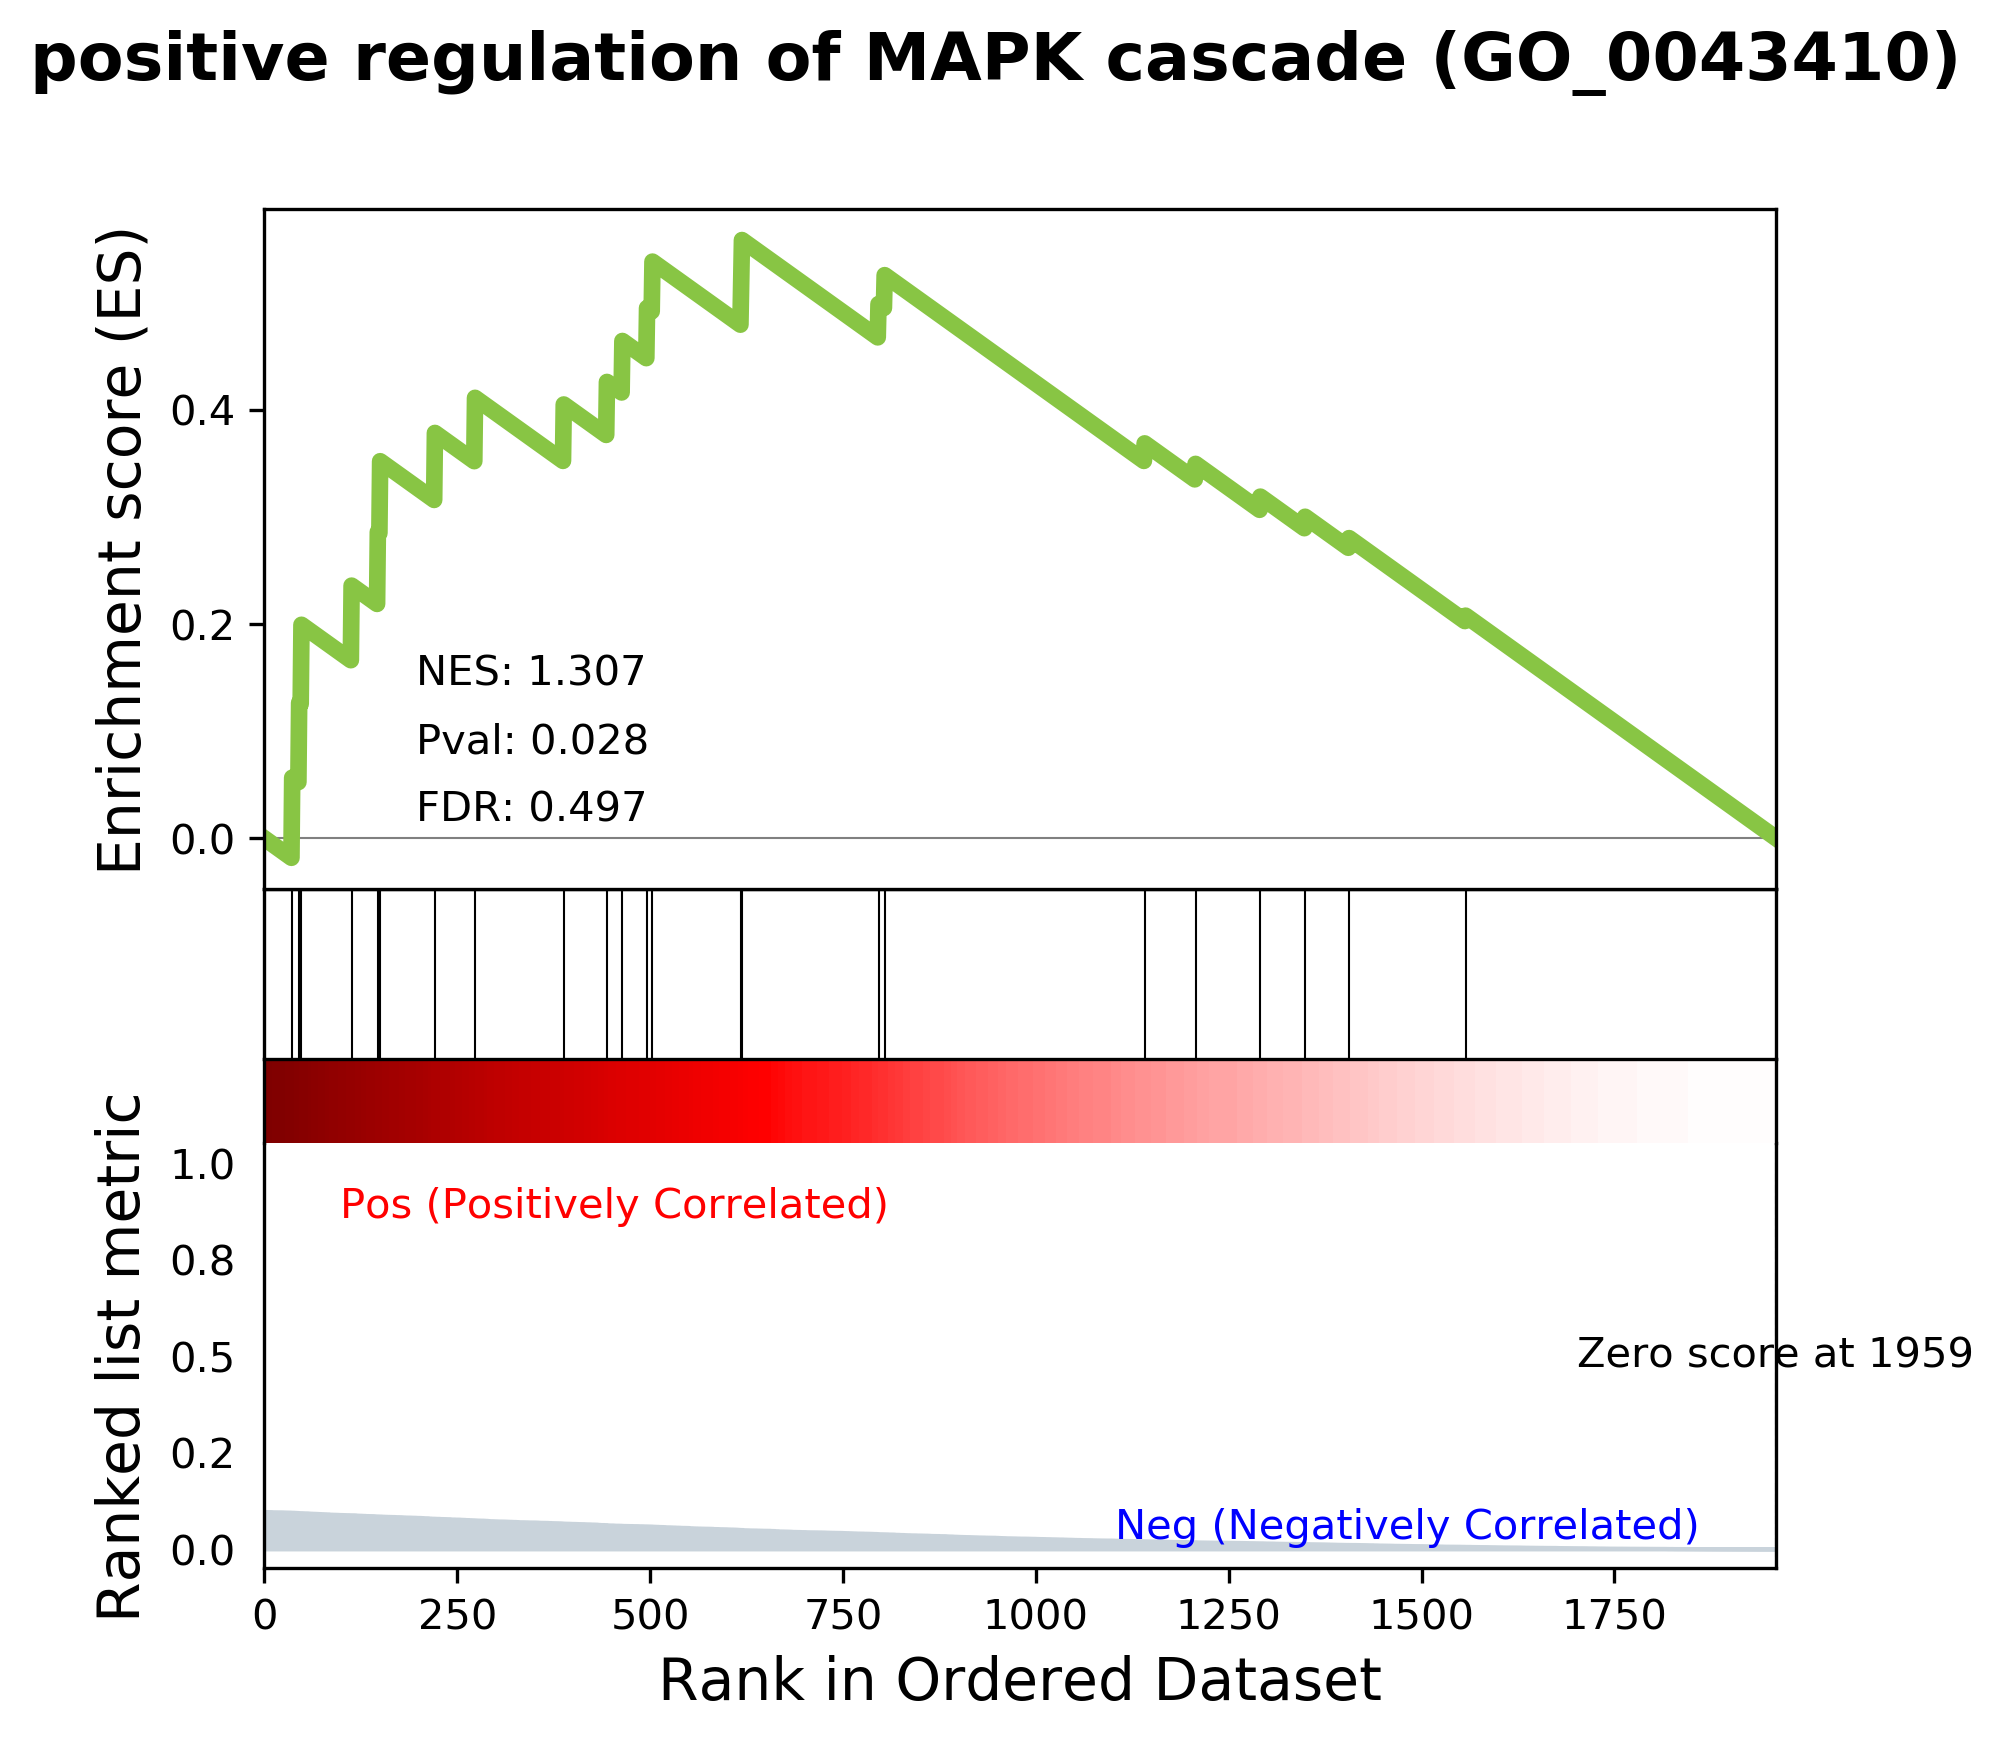 positive regulation of MAPK cascade (GO_0043410)
Enrichment score (ES)
0.4
0.2
0.0
NES: 1.307
Pval: 0.028
FDR: 0.497
Ranked list metric
1.0
0.8
0.5
0.2
0.0
Pos (Positively Correlated)
Zero score at 1959
Neg (Negatively Correlated)
0 250 500 750 1000 1250 1500 1750
Rank in Ordered Dataset